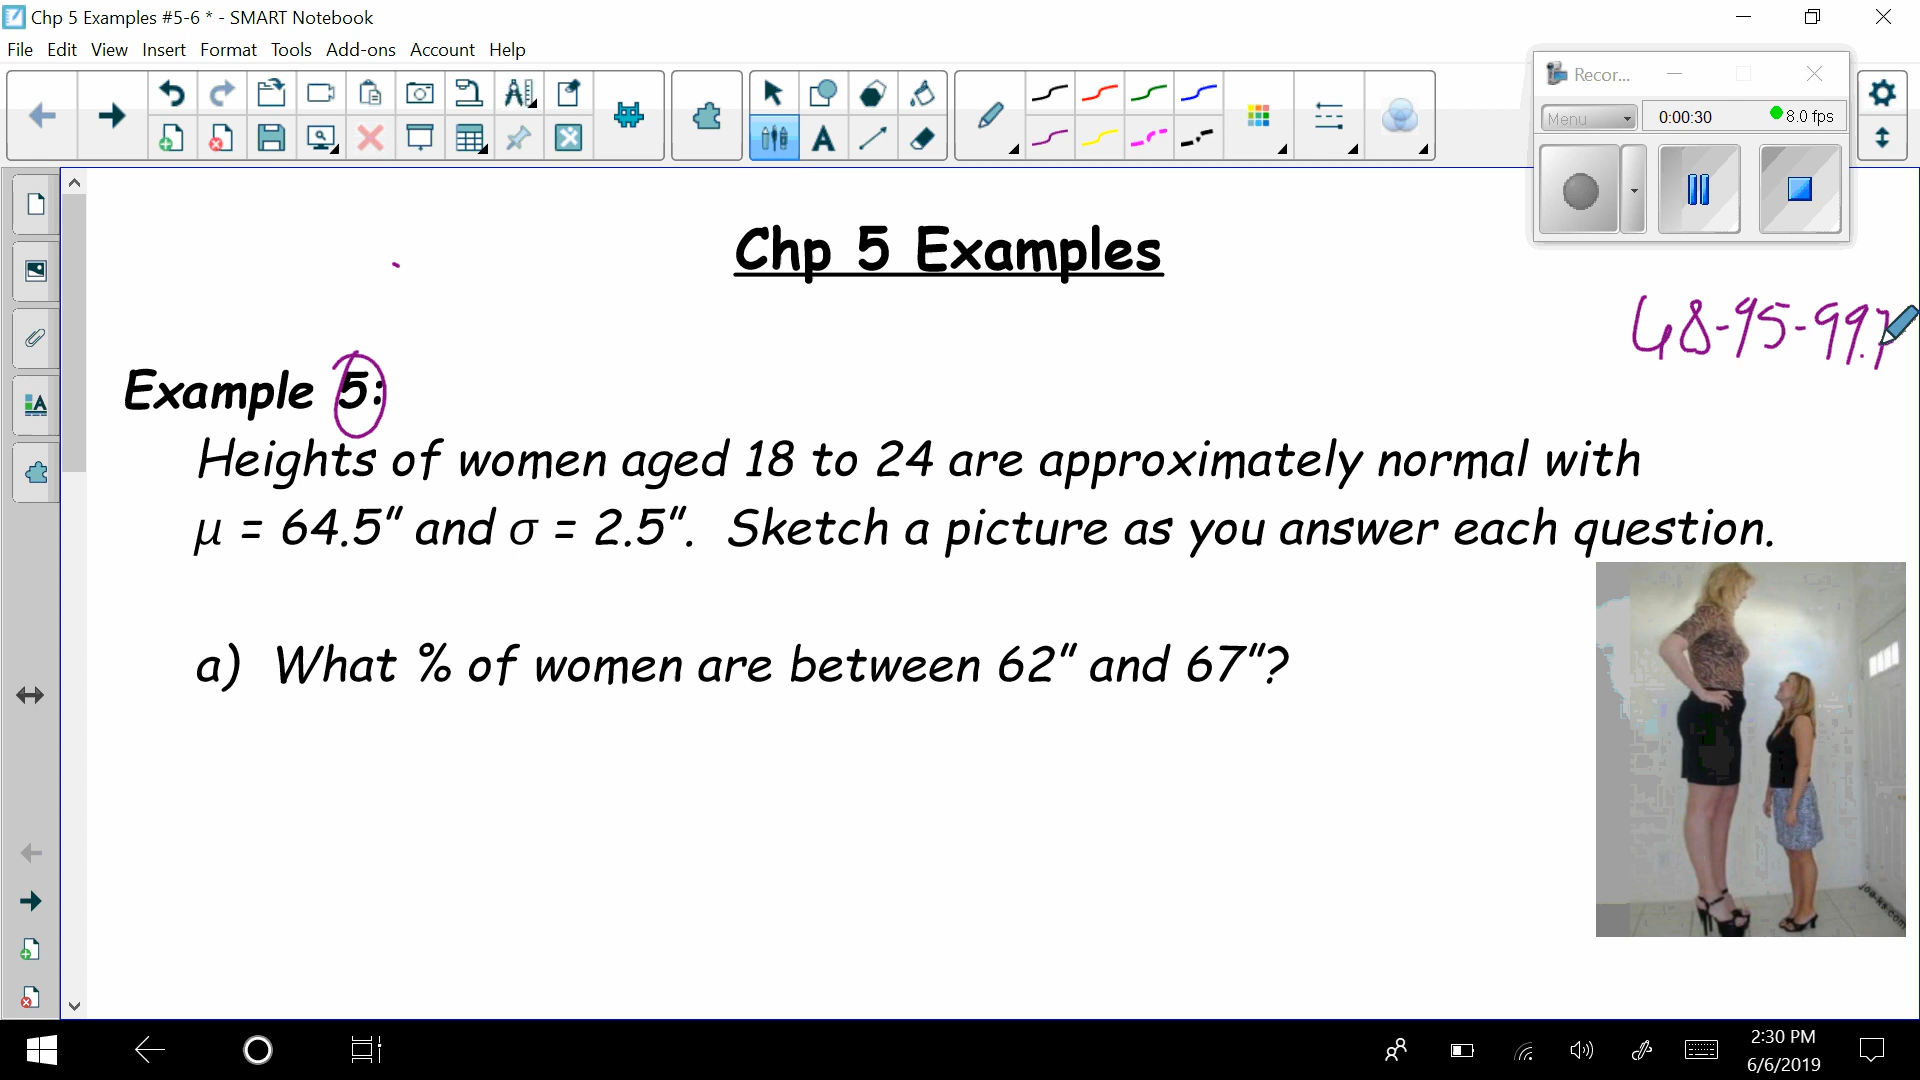 Chp 5 Examples #5-6 * - SMART Notebook
File Edit View Insert Format Tools Add-ons Account Help
Recor...
Menu 0:00:30 8.0 fps
Chp 5 Examples
68-95-99.7
Example 5:
Heights of women aged 18 to 24 are approximately normal with
μ = 64.5” and σ = 2.5”. Sketch a picture as you answer each question.
a) What % of women are between 62” and 67”?
joa-ks.com
2:30 PM
6/6/2019